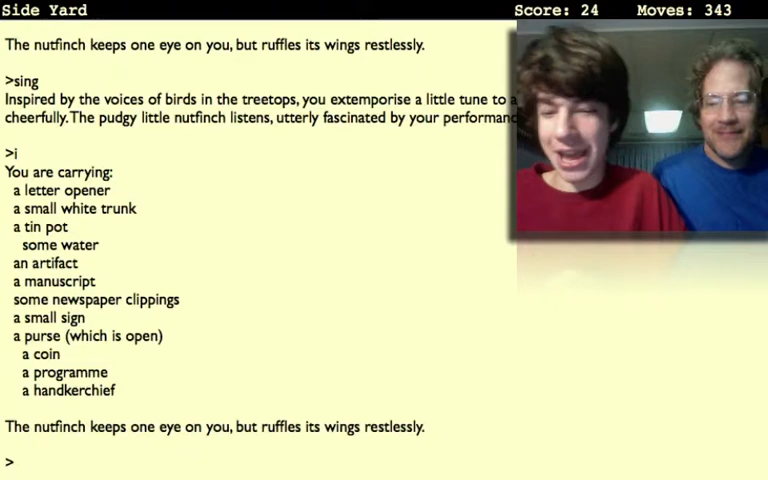 Side Yard Score: 24 Moves: 343
The nutfinch keeps one eye on you, but ruffles its wings restlessly.
>sing
Inspired by the voices of birds in the treetops, you extemporise a little tune to
cheerfully. The pudgy little nutfinch listens, utterly fascinated by your
>i
You are carrying:
a letter opener
a small white trunk
a tin pot
some water
an artifact
a manuscript
some newspaper clippings
a small sign
a purse (which is open)
a coin
a programme
a handkerchief
The nutfinch keeps one eye on you, but ruffles its wings restlessly.
>